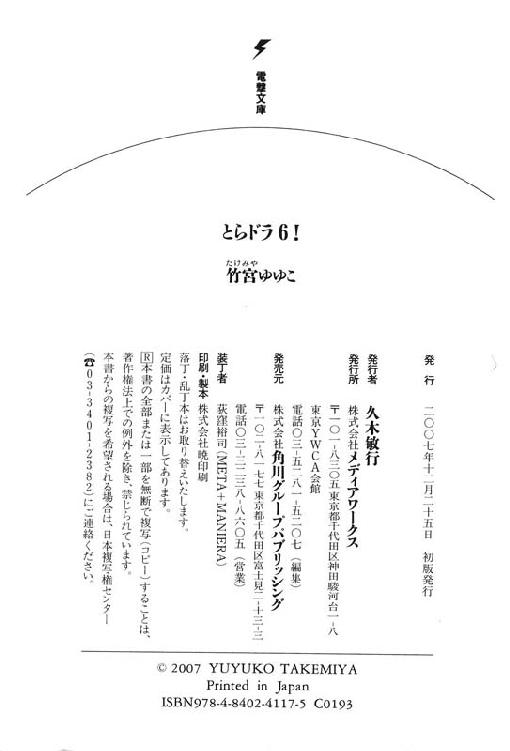 電撃文庫
とらドラ6!
たけみや
竹宮ゆゆこ
発行 二〇〇七年十二月二十五日 初版発行
発行者 久木敏行
発行所 株式会社メディアワークス
〒一〇一-八三〇五東京都千代田区神田駿河台一-八
東京YWCA会館
電話〇三-五二八一-五二〇七(編集)
発売元 株式会社角川グループパブリッシング
〒一〇二-八一七七東京都千代田区富士見二-十三-三
電話〇三-三二三八-八六〇五(営業)
装丁者 荻窪裕司(META+MANIERA)
印刷・製本 株式会社暁印刷
落丁・乱丁本はお取り替えいたします。
定価はカバーに表示してあります。
R本書の全部または一部を無断で複写(コピー)することは、
著作権法上での例外を除き、禁じられています。
本書からの複写を希望される場合は、日本複写権センター
(☎03-3401-2382)にご連絡ください。
© 2007 YUYUKO TAKEMIYA
Printed in Japan
ISBN978-4-8402-4117-5 C0193